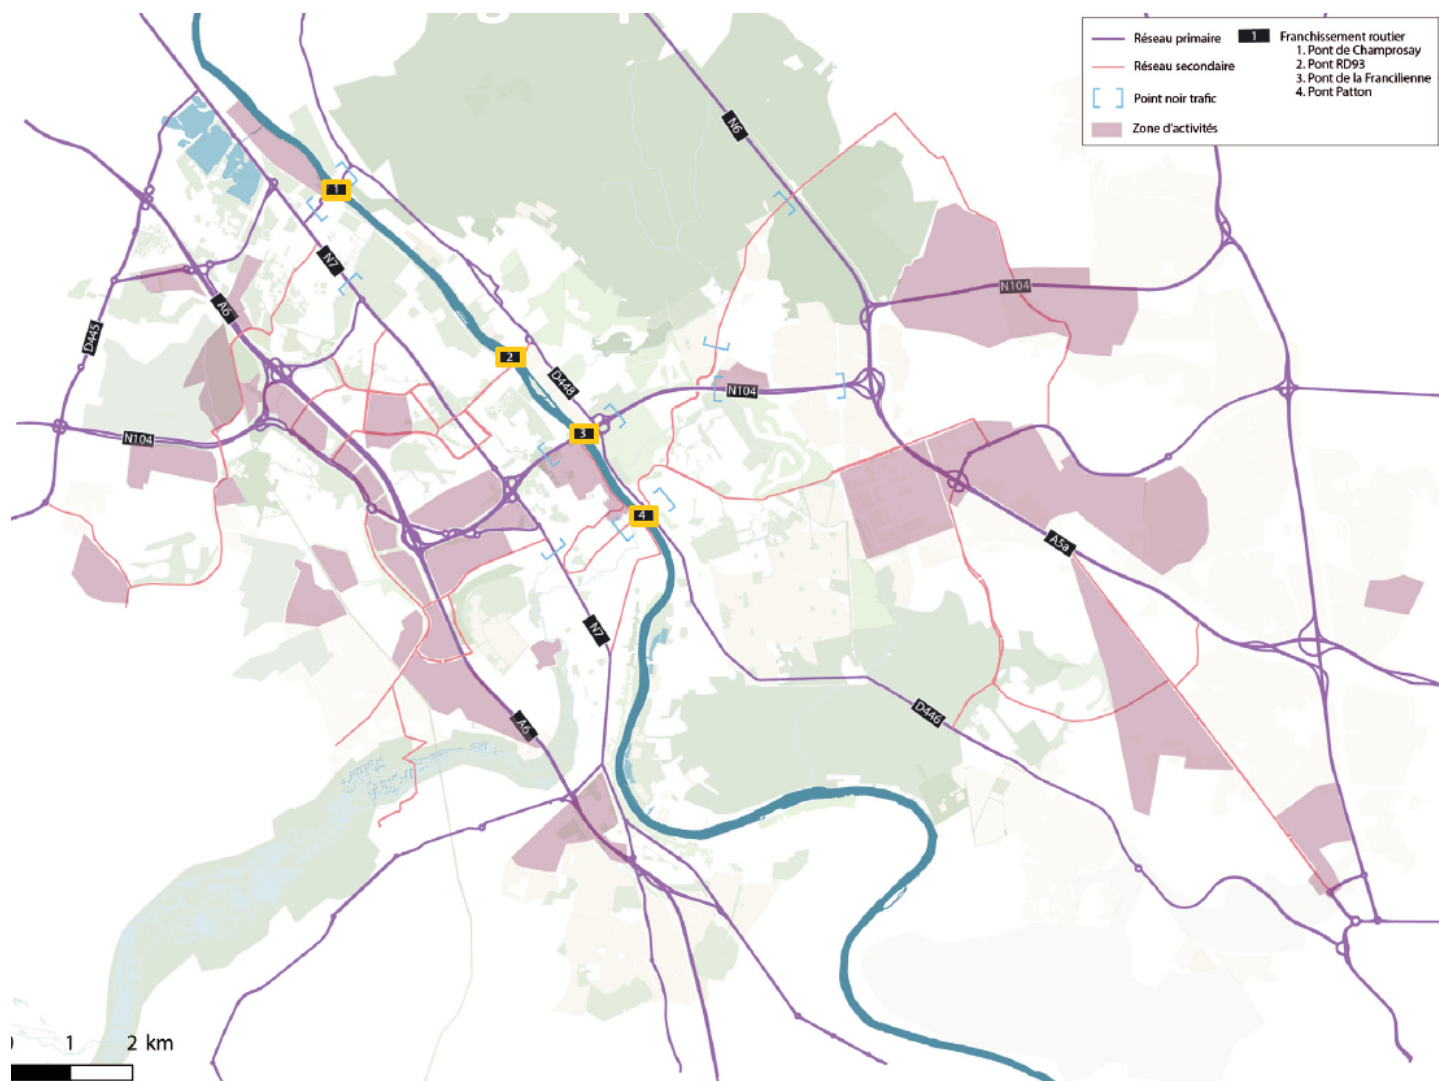 Réseau primaire
Réseau secondaire
Point noir trafic
Zone d'activités
1 Franchissement routier
1. Pont de Champrosay
2. Pont RD93
3. Pont de la Francilienne
4. Pont Patton
N6
1
N7
A6
N104
D445
2
D448
N104
3
N104
4
A5a
N7
D446
A6
1
2 km